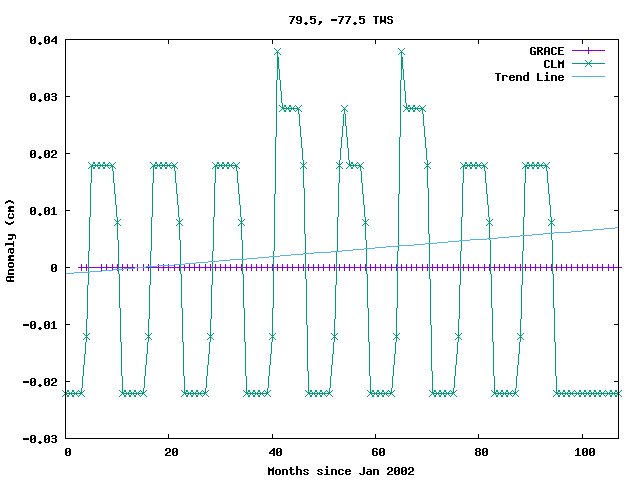 79.5, -77.5 TWS
GRACE
CLM
Trend Line
0.04
0.03
0.02
0.01
0
-0.01
-0.02
-0.03
Anomaly (cm)
0 20 40 60 80 100
Months since Jan 2002